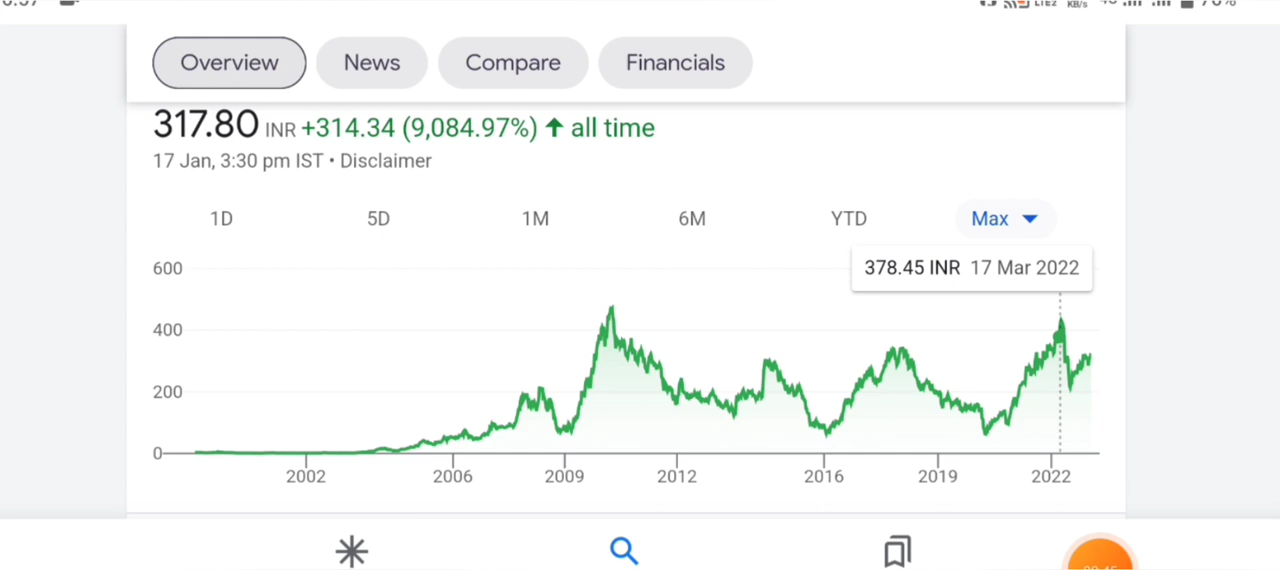 LTE2 KB/s
Overview News Compare Financials
317.80 INR +314.34 (9,084.97%) ↑ all time
17 Jan, 3:30 pm IST • Disclaimer
1D 5D 1M 6M YTD Max
378.45 INR 17 Mar 2022
600
400
200
0
2002 2006 2009 2012 2016 2019 2022